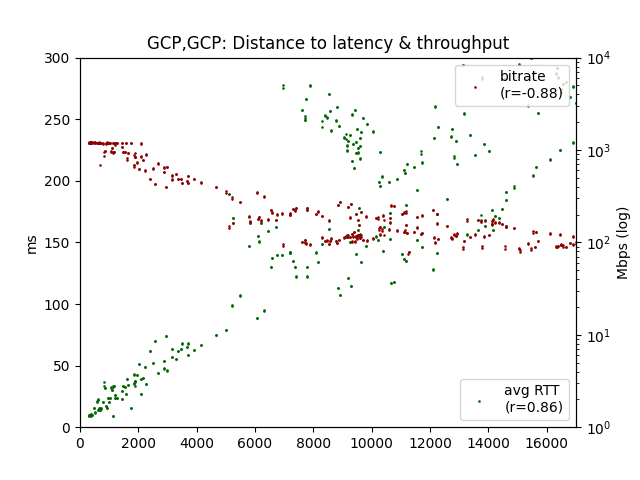 GCP,GCP: Distance to latency & throughput
300
250
200
150
100
50
0
ms
0 2000 4000 6000 8000 10000 12000 14000 16000
10^4
10^3
10^2
10^1
10^0
Mbps (log)
bitrate
(r=-0.88)
avg RTT
(r=0.86)